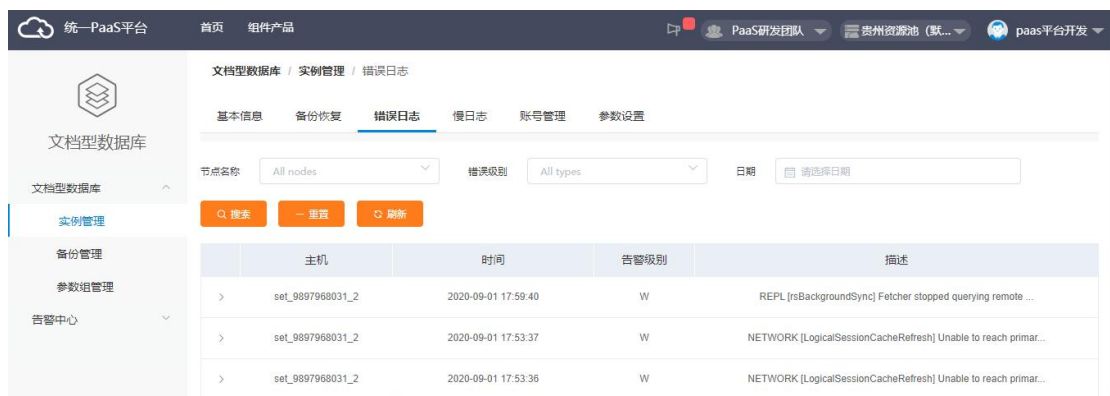 统一PaaS平台 首页 组件产品 PaaS研发团队 贵州资源池（默... paas平台开发
文档型数据库 / 实例管理 / 错误日志
基本信息 备份恢复 错误日志 慢日志 账号管理 参数设置
文档型数据库
节点名称 All nodes 错误级别 All types 日期 请选择日期
文档型数据库
实例管理
搜索 重置 刷新
备份管理
主机 时间 告警级别 描述
参数组管理
set_9897968031_2 2020-09-01 17:59:40 W REPL [rsBackgroundSync] Fetcher stopped querying remote ...
告警中心
set_9897968031_2 2020-09-01 17:53:37 W NETWORK [LogicalSessionCacheRefresh] Unable to reach primar...
set_9897968031_2 2020-09-01 17:53:36 W NETWORK [LogicalSessionCacheRefresh] Unable to reach primar...